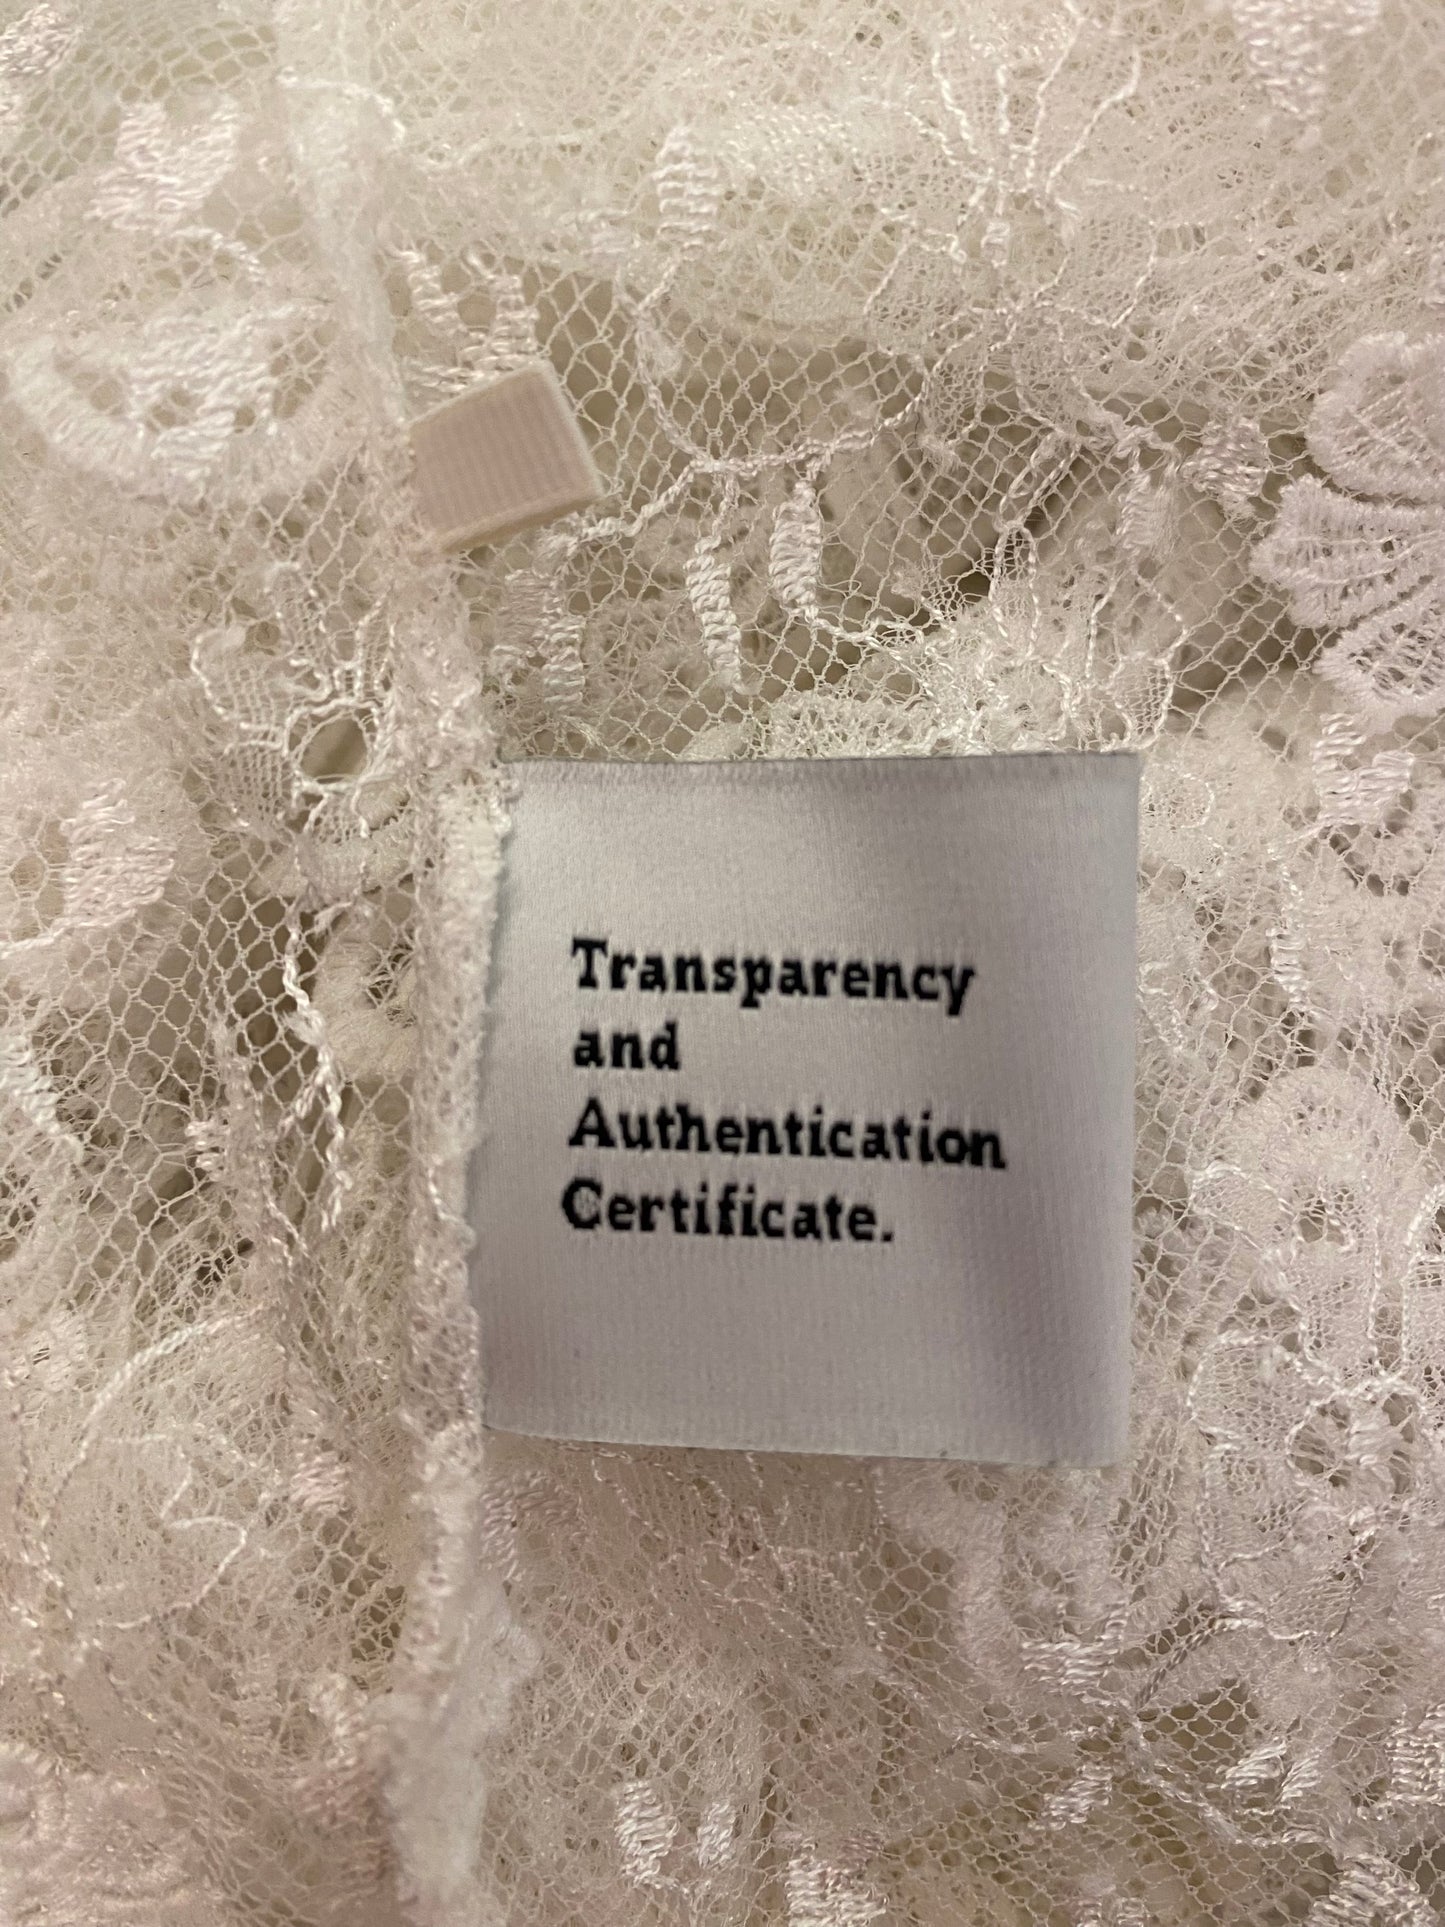 Transparency
and
Authentication
Certificate.